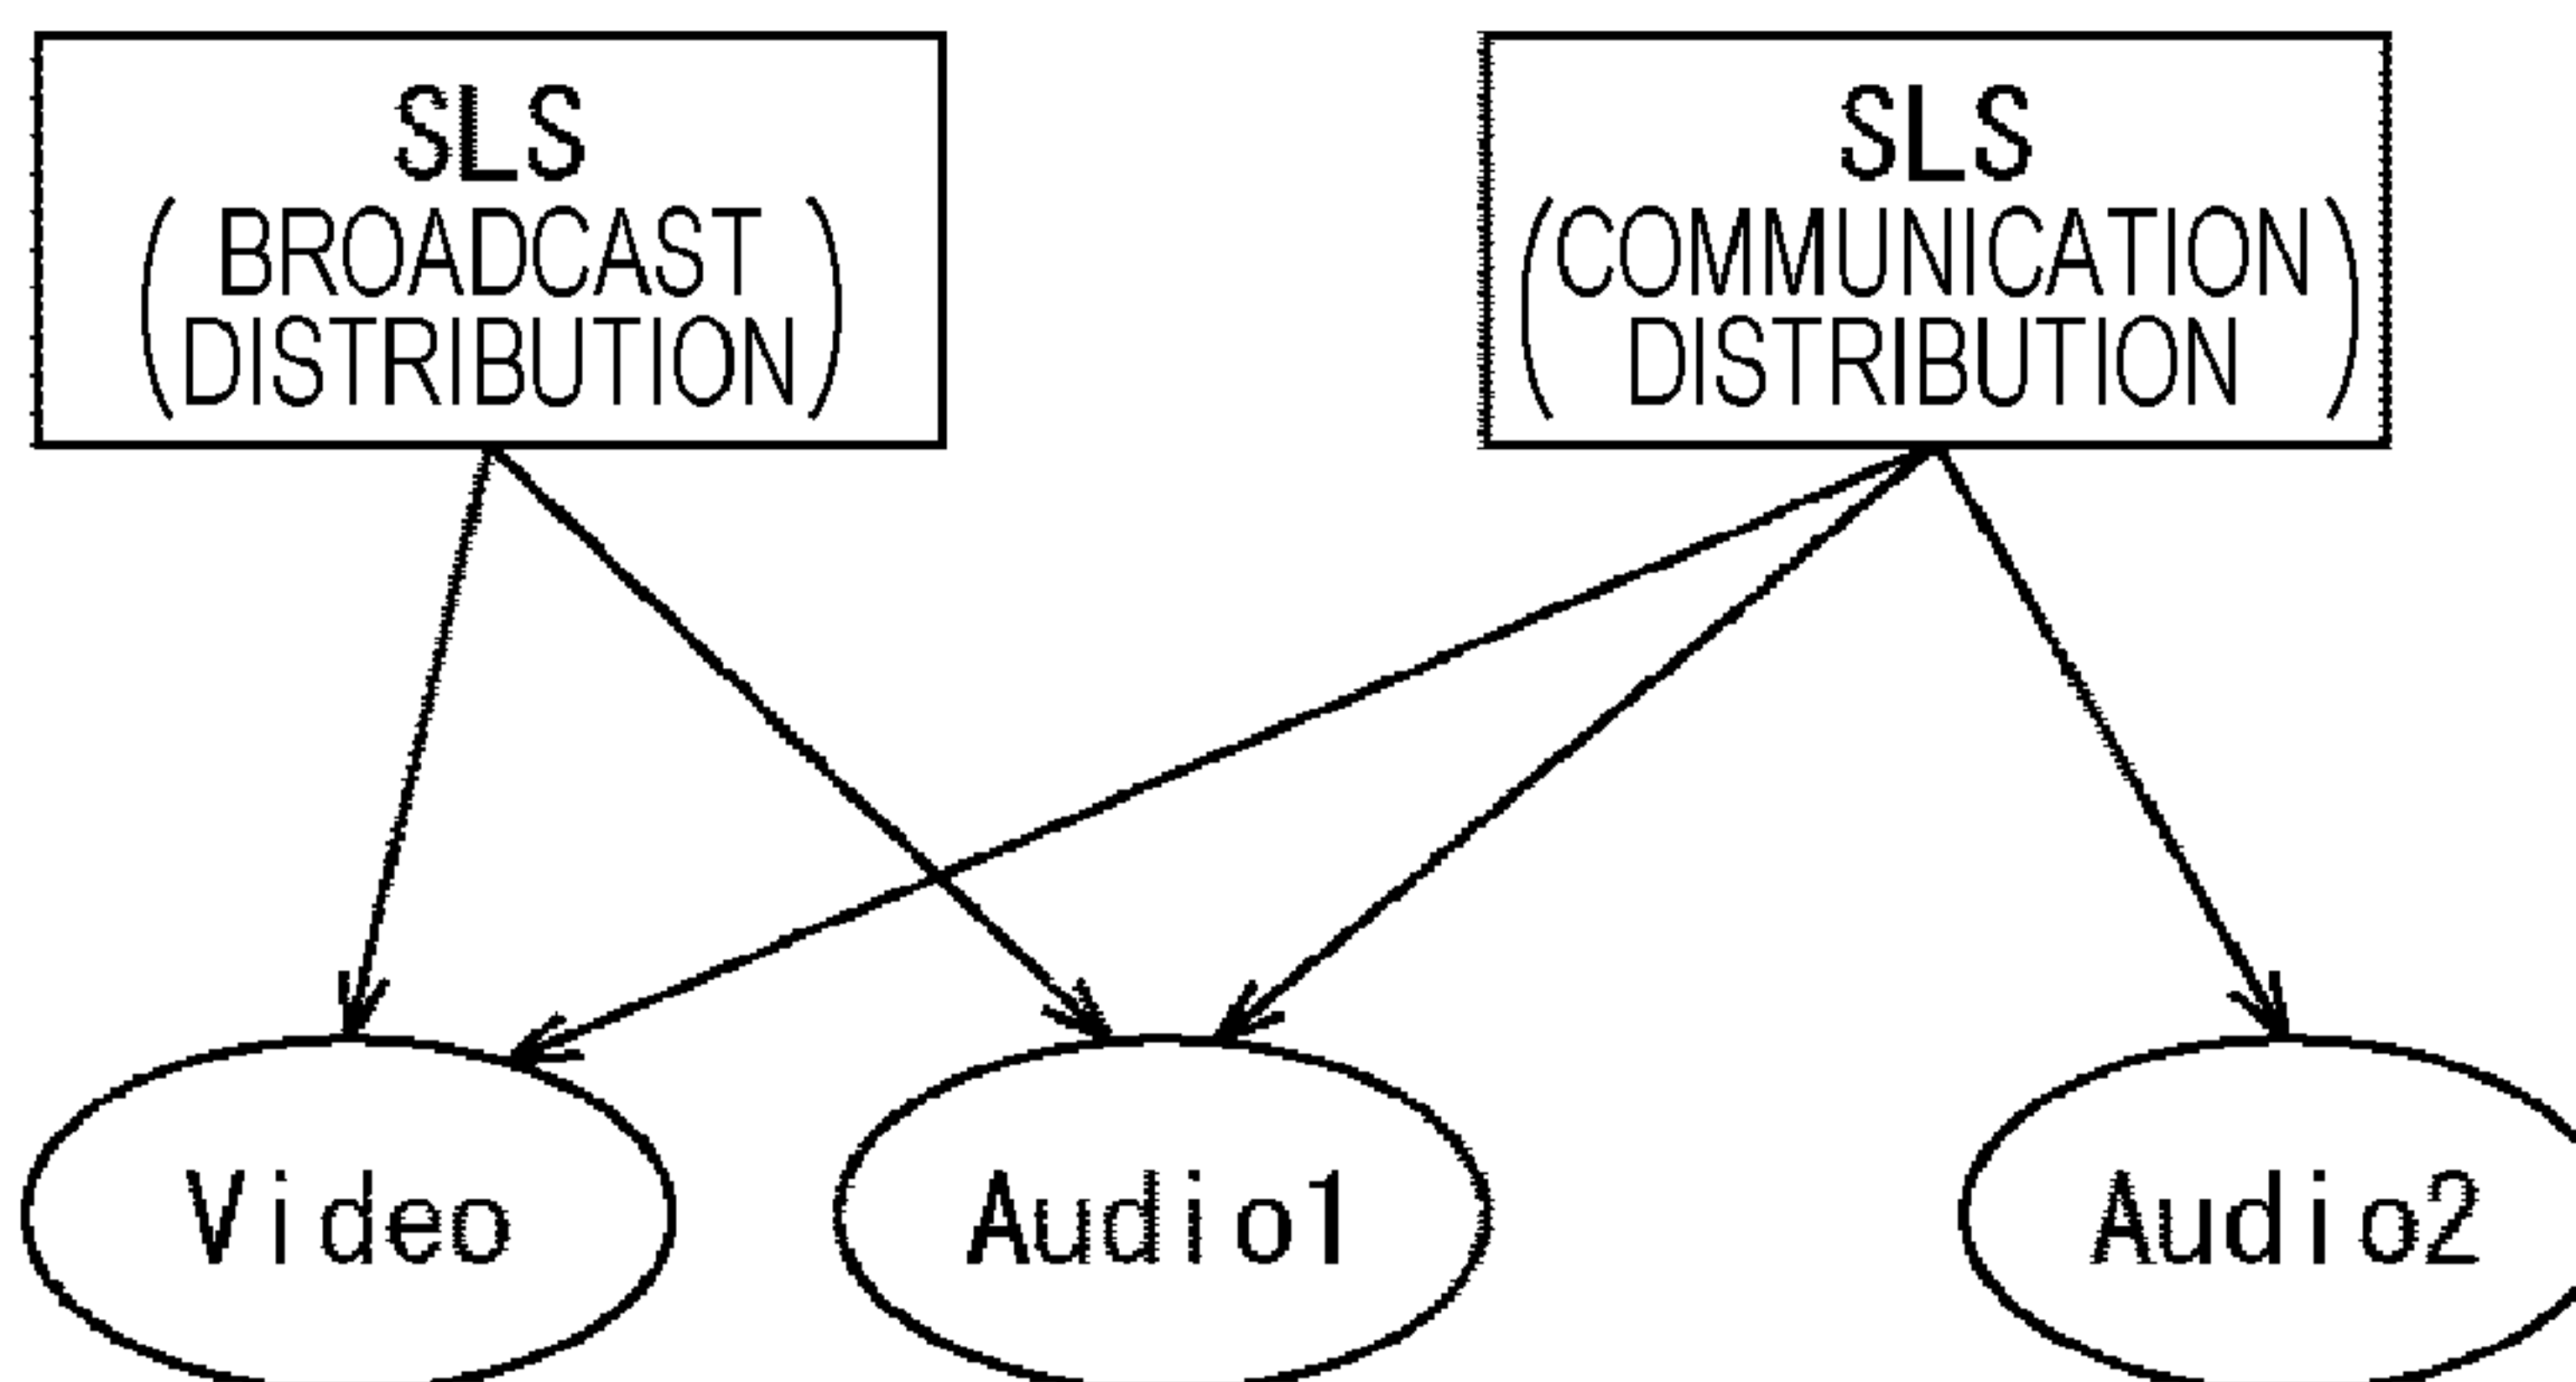 SLS
(BROADCAST
DISTRIBUTION)
SLS
(COMMUNICATION
DISTRIBUTION)
Video
Audio1
Audio2